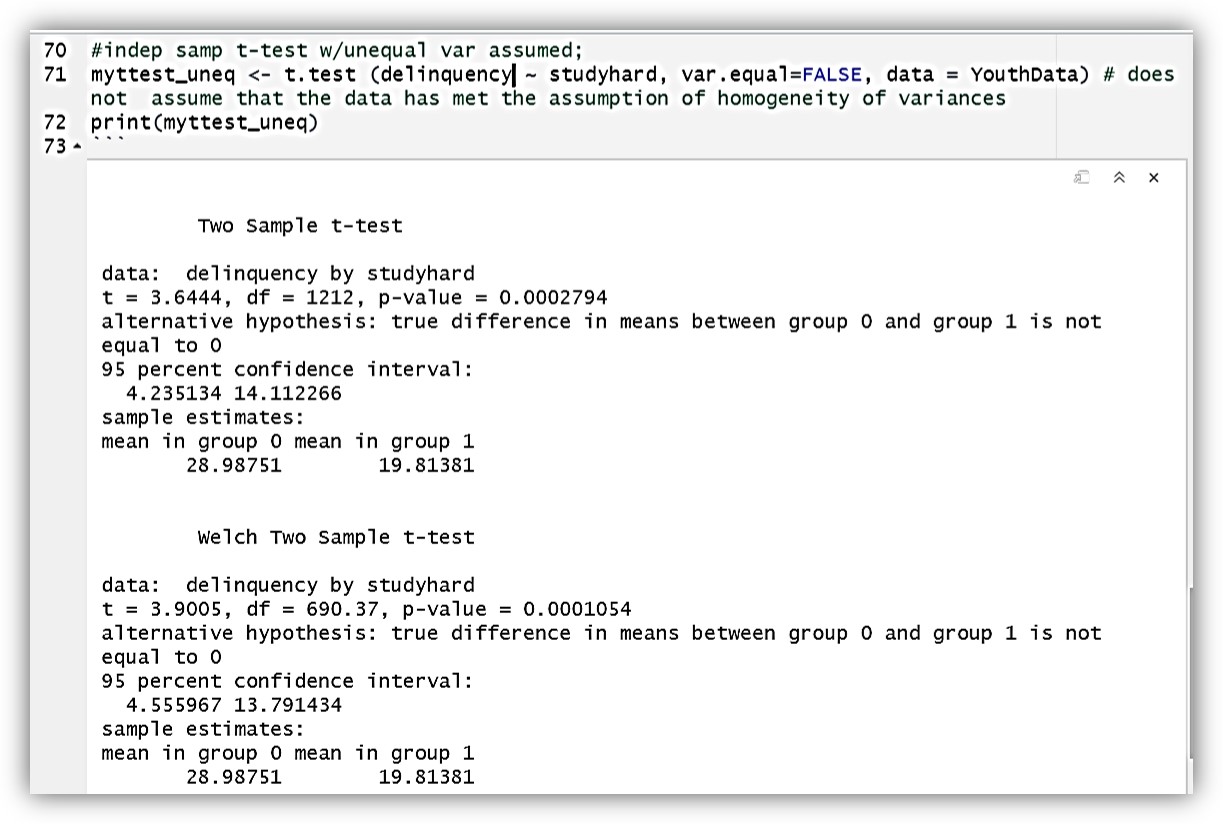 70 #indep samp t-test w/unequal var assumed;
71 myttest_uneq <- t.test (delinquency ~ studyhard, var.equal=FALSE, data = YouthData) # does
not  assume that the data has met the assumption of homogeneity of variances
72 print(myttest_uneq)
73 ```
Two Sample t-test
data:  delinquency by studyhard
t = 3.6444, df = 1212, p-value = 0.0002794
alternative hypothesis: true difference in means between group 0 and group 1 is not
equal to 0
95 percent confidence interval:
4.235134 14.112266
sample estimates:
mean in group 0 mean in group 1
28.98751        19.81381
Welch Two Sample t-test
data:  delinquency by studyhard
t = 3.9005, df = 690.37, p-value = 0.0001054
alternative hypothesis: true difference in means between group 0 and group 1 is not
equal to 0
95 percent confidence interval:
4.555967 13.791434
sample estimates:
mean in group 0 mean in group 1
28.98751        19.81381